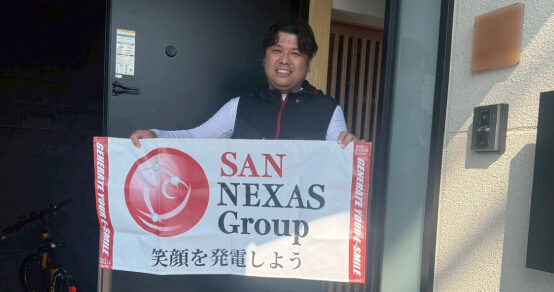 SAN
NEXAS
Group
笑顔を発電しよう
GENERATE YOUR E-SMILE
GENERATE YOUR E-SMILE